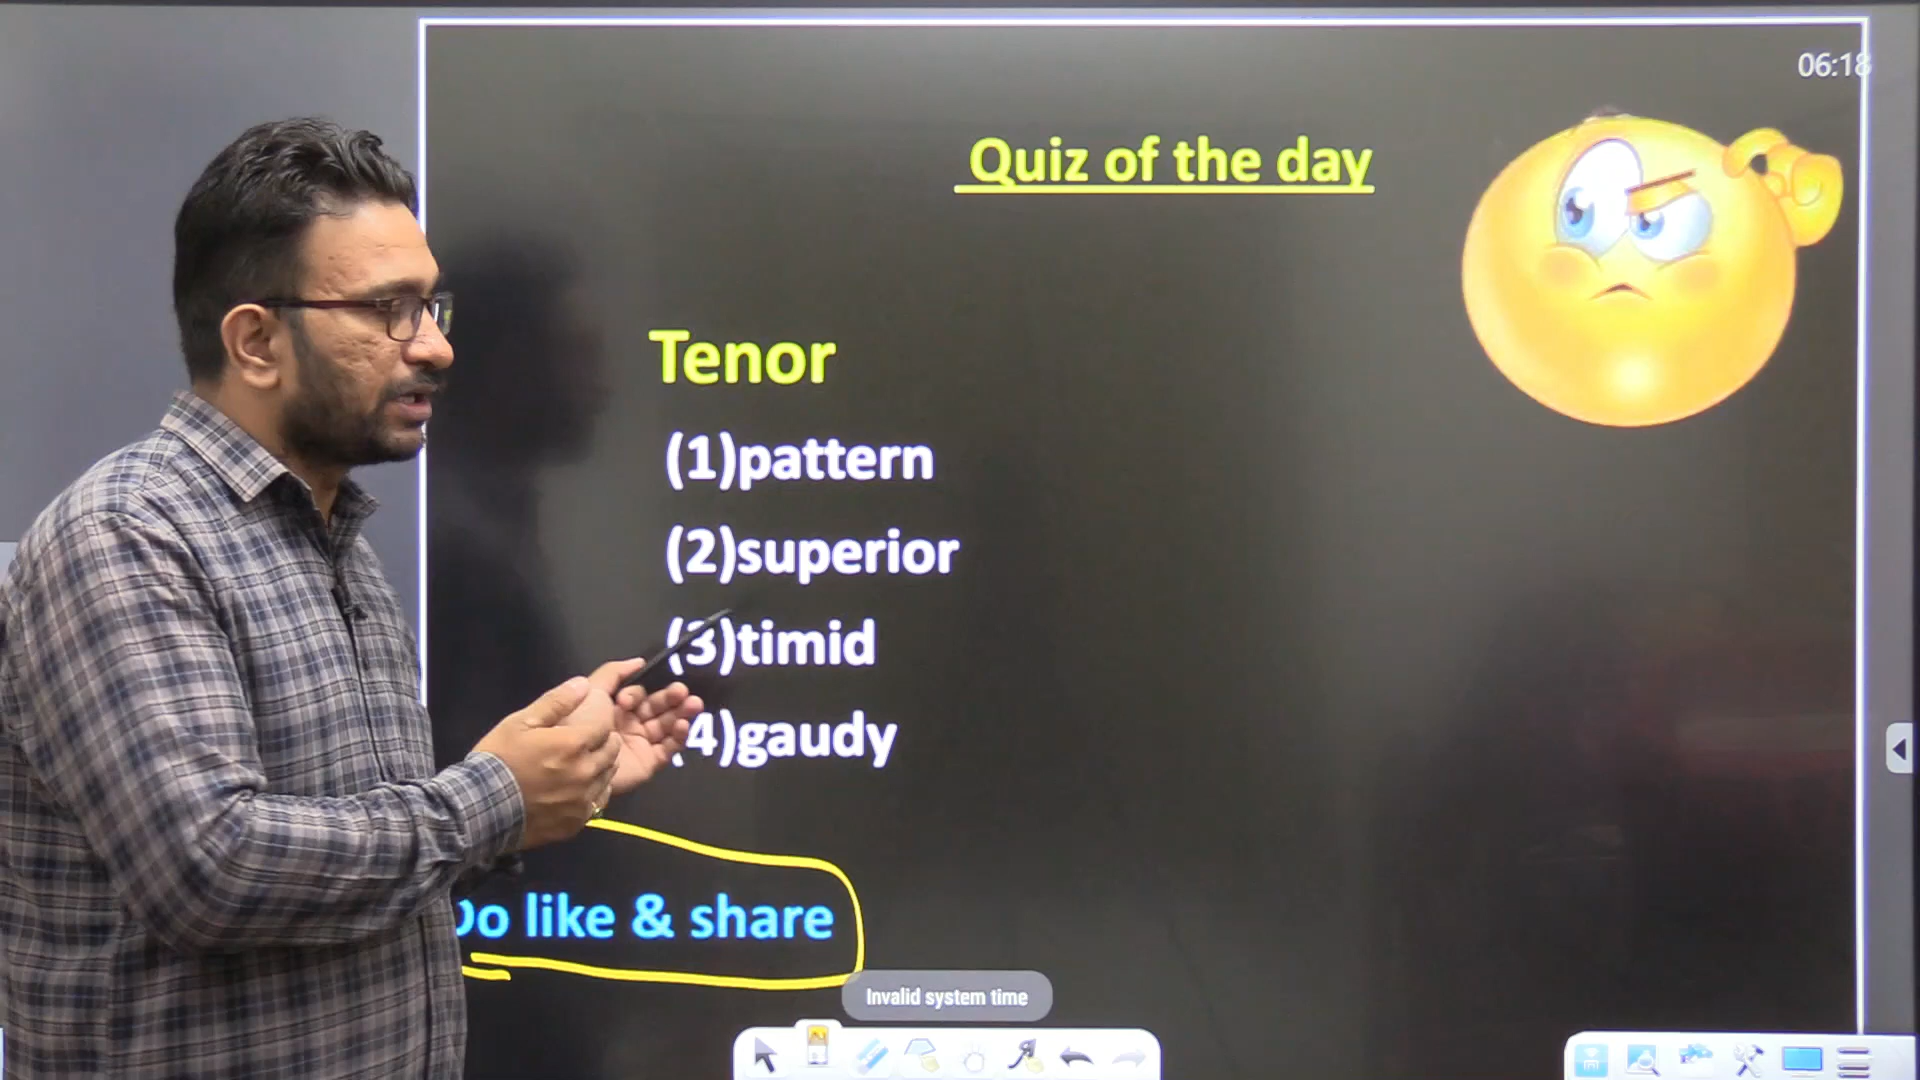 06:18
Quiz of the day
Tenor
(1)pattern
(2)superior
(3)timid
(4)gaudy
Do like & share
Invalid system time